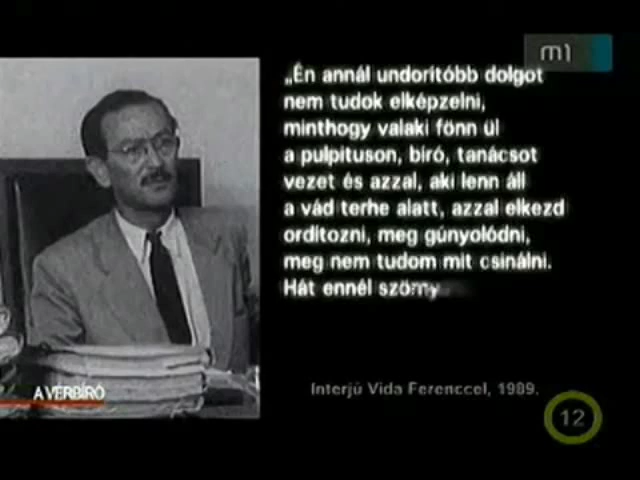 m1
„Én annál undorítóbb dolgot
nem tudok elképzelni,
minthogy valaki fönn ül
a pulpituson, bíró, tanácsot
vezet és azzal, aki lenn áll
a vád terhe alatt, azzal elkezd
ordítozni, meg gúnyolódni,
meg nem tudom mit csinálni.
Hát ennél
A VÉRBÍRÓ
Interjú Vida Ferenccel, 1989.
12